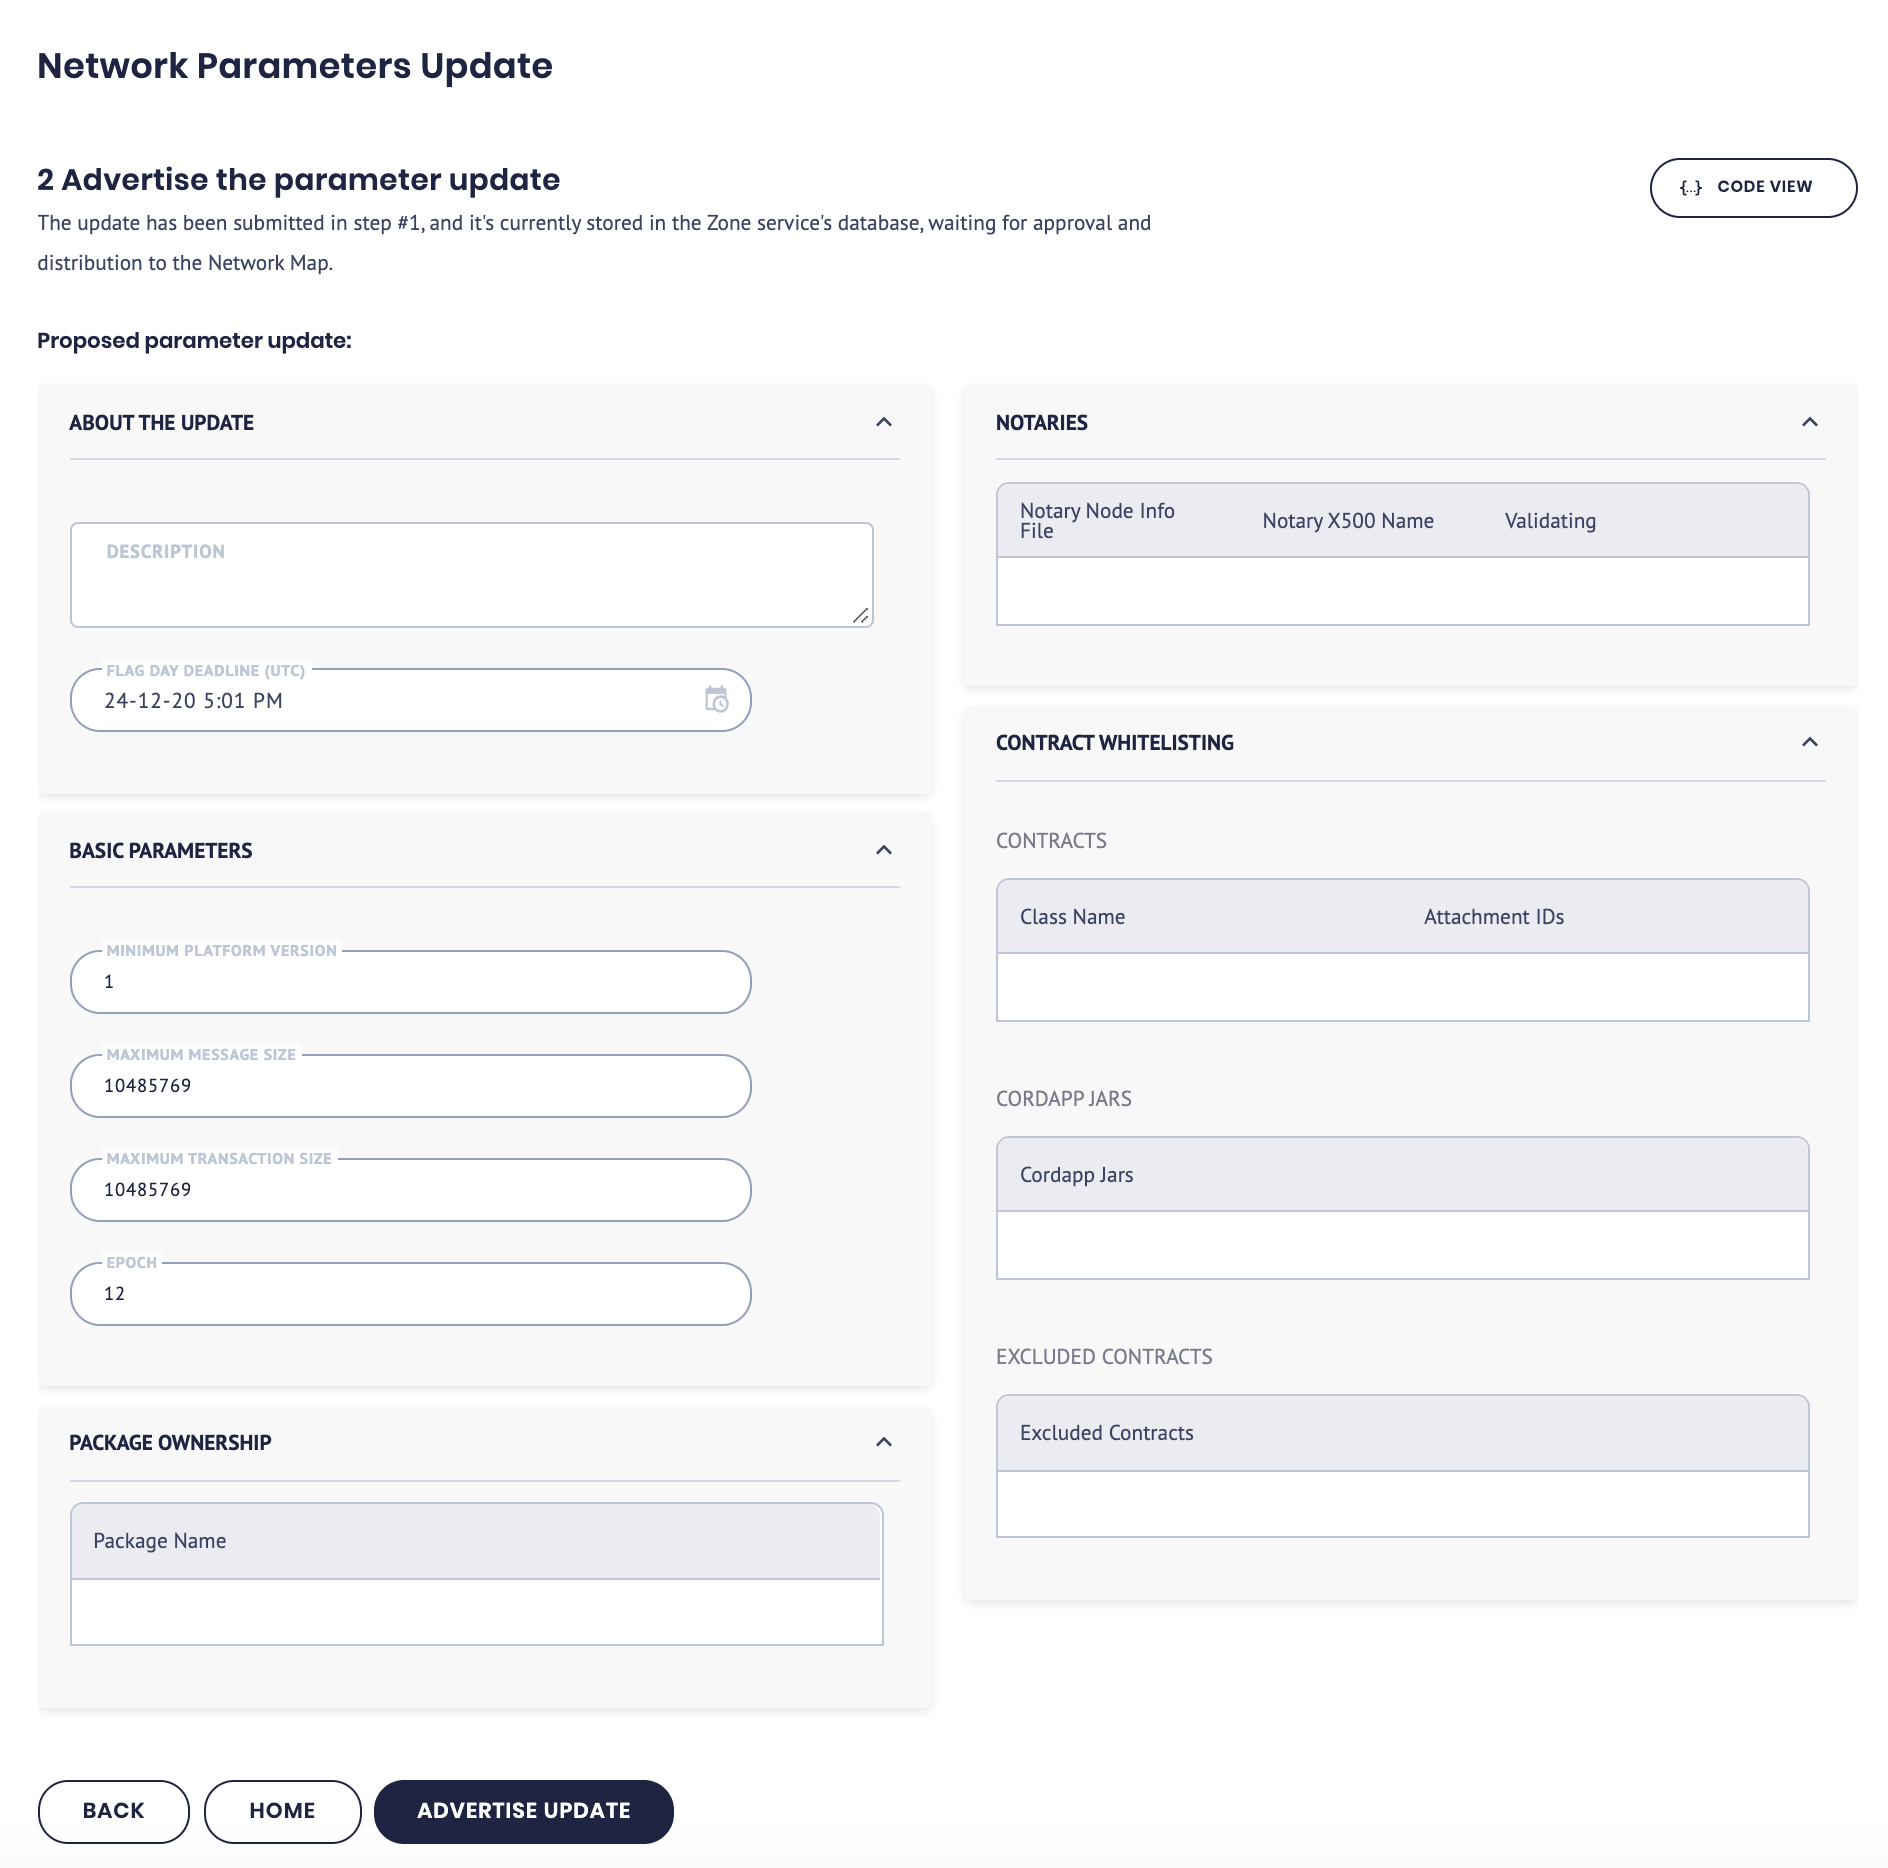 Network Parameters Update
2 Advertise the parameter update
{...} CODE VIEW
The update has been submitted in step #1, and it's currently stored in the Zone service's database, waiting for approval and
distribution to the Network Map.
Proposed parameter update:
ABOUT THE UPDATE
DESCRIPTION
FLAG DAY DEADLINE (UTC)
24-12-20 5:01 PM
BASIC PARAMETERS
MINIMUM PLATFORM VERSION
1
MAXIMUM MESSAGE SIZE
10485769
MAXIMUM TRANSACTION SIZE
10485769
EPOCH
12
PACKAGE OWNERSHIP
Package Name
NOTARIES
Notary Node Info
File
Notary X500 Name
Validating
CONTRACT WHITELISTING
CONTRACTS
Class Name
Attachment IDs
CORDAPP JARS
Cordapp Jars
EXCLUDED CONTRACTS
Excluded Contracts
BACK
HOME
ADVERTISE UPDATE